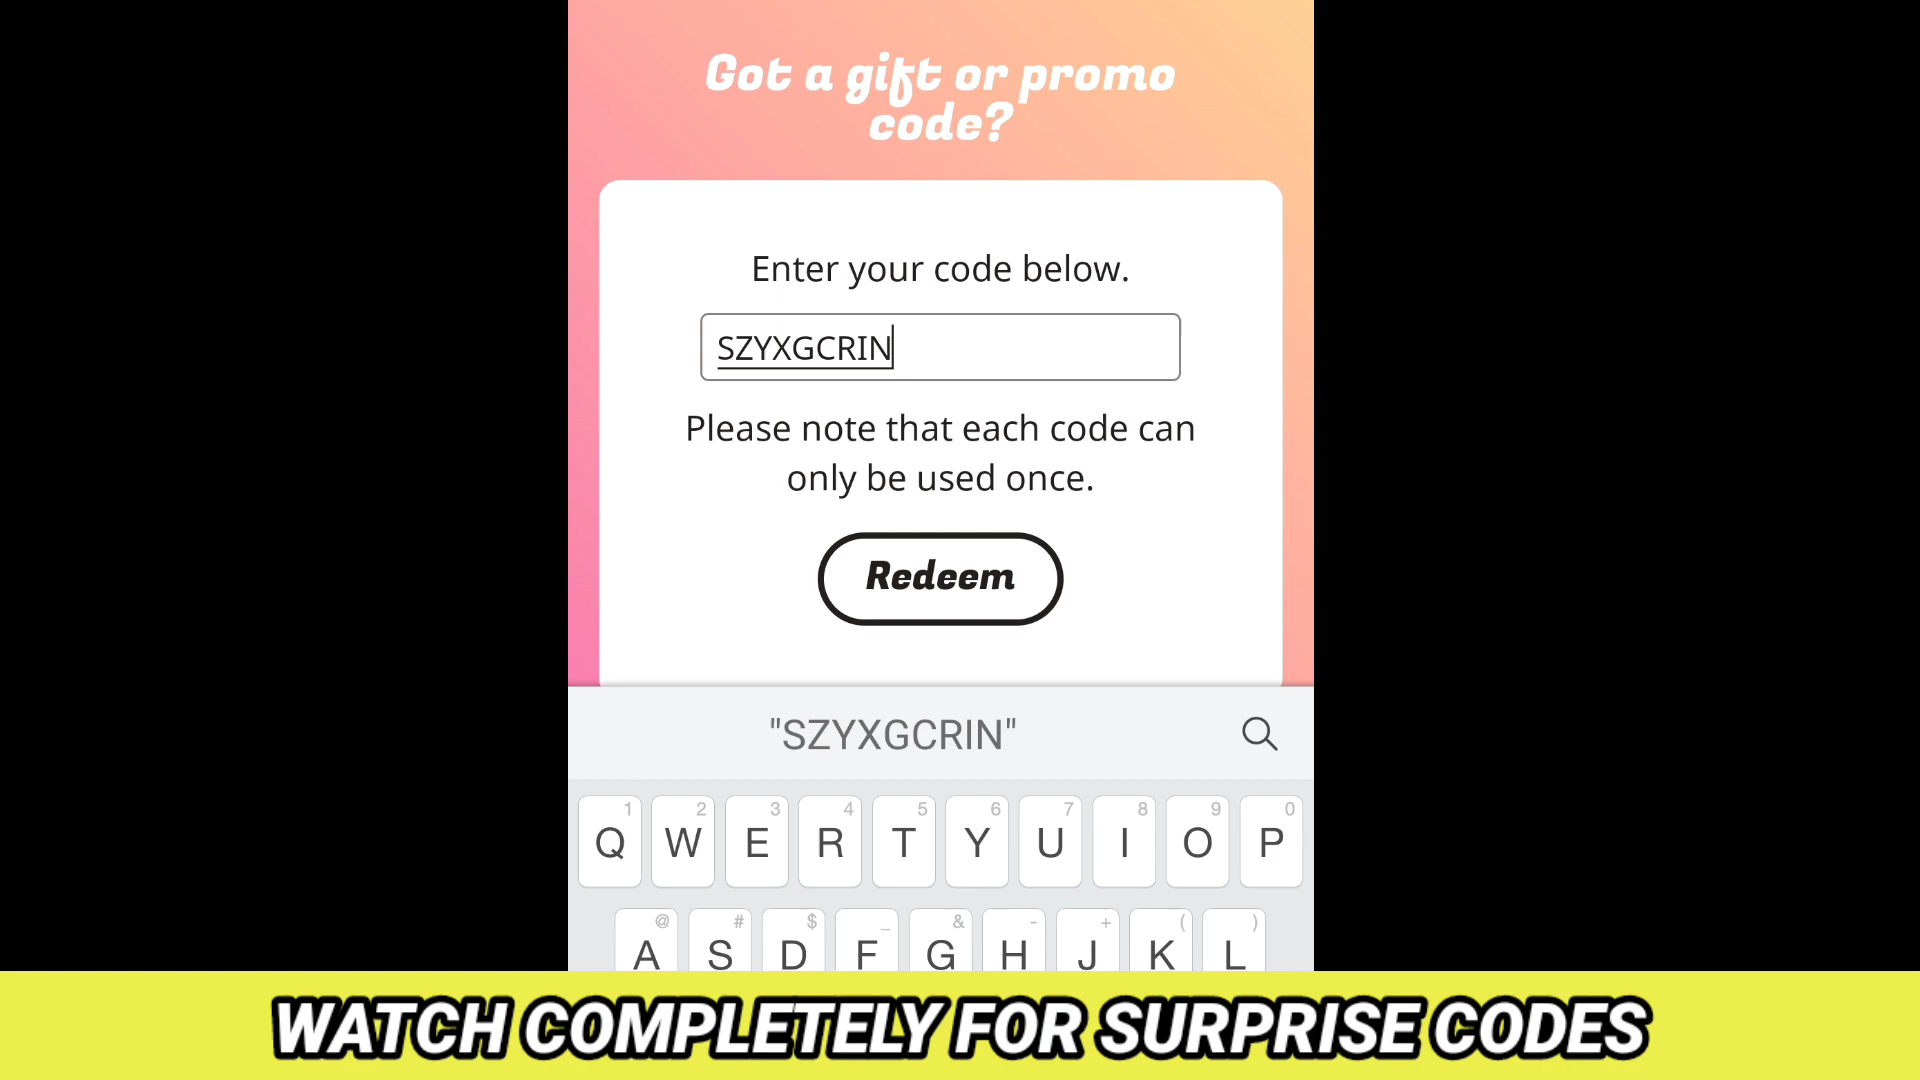 Got a gift or promo
code?
Enter your code below.
SZYXGCRIN
Please note that each code can
only be used once.
Redeem
"SZYXGCRIN"
1 2 3 4 5 6 7 8 9 0
Q W E R T Y U I O P
@ # $ _ & - + ( )
A S D F G H J K L
WATCH COMPLETELY FOR SURPRISE CODES